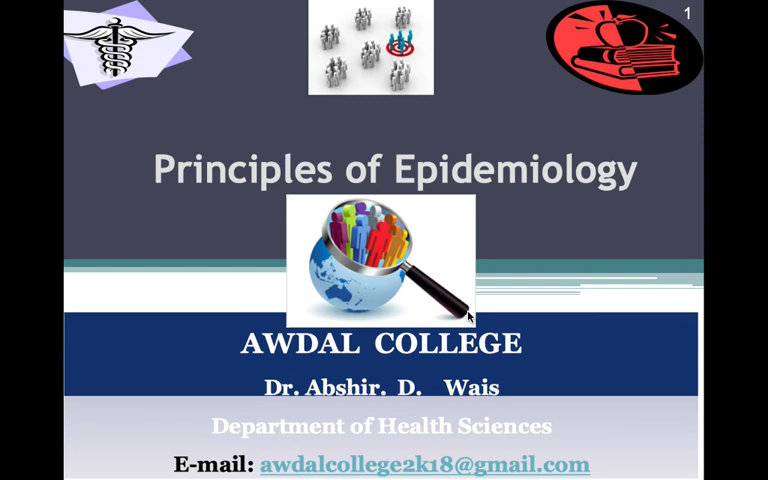 1
Principles of Epidemiology
AWDAL COLLEGE
Dr. Abshir. D. Wais
Department of Health Sciences
E-mail: awdalcollege2k18@gmail.com